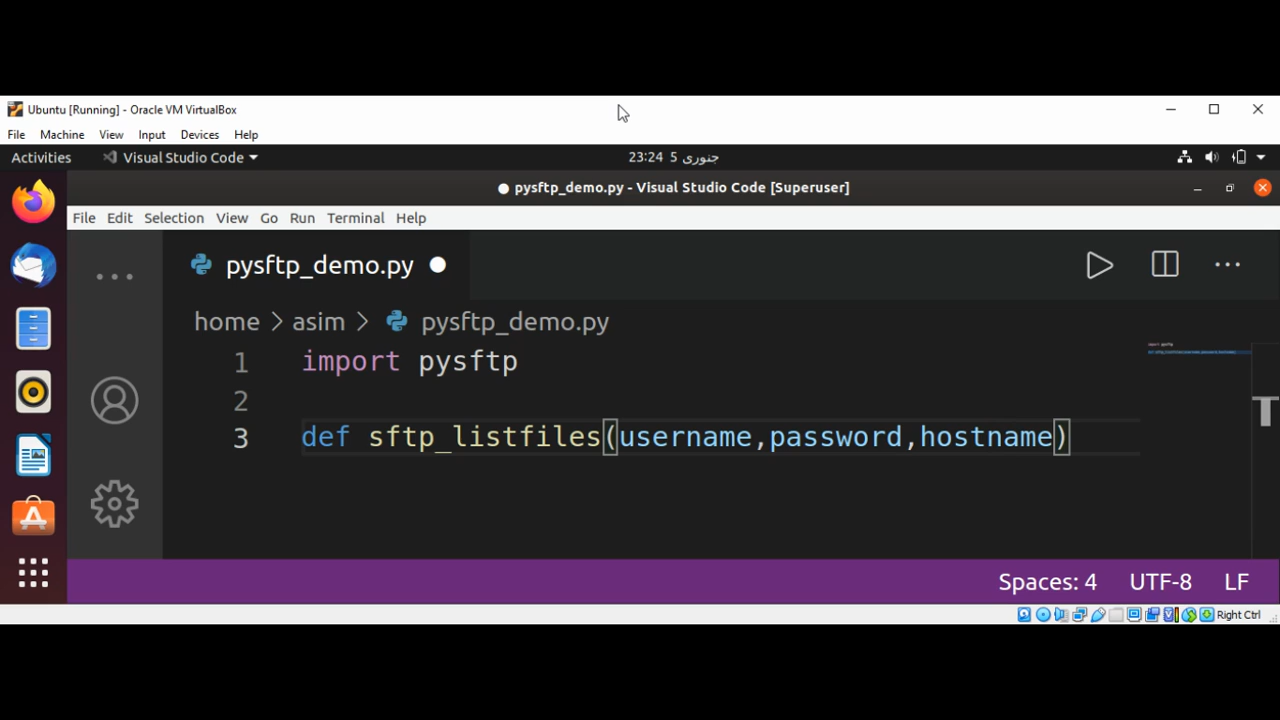 Ubuntu [Running] - Oracle VM VirtualBox
File Machine View Input Devices Help
Activities Visual Studio Code 23:24 5 جنوری
● pysftp_demo.py - Visual Studio Code [Superuser]
File Edit Selection View Go Run Terminal Help
pysftp_demo.py
home > asim > pysftp_demo.py
1 import pysftp
2
3 def sftp_listfiles(username,password,hostname)
Spaces: 4 UTF-8 LF
Right Ctrl